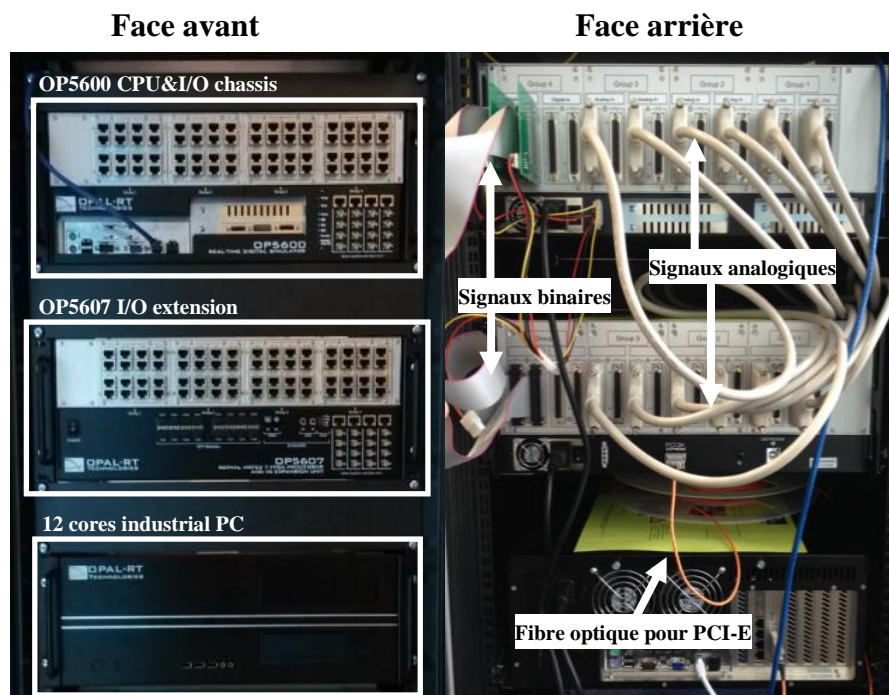 Face avant
Face arrière
OP5600 CPU&I/O chassis
OPAL-RT
TECHNOLOGIES
OP5600
REAL-TIME DIGITAL SIMULATOR
OP5607 I/O extension
OPAL-RT
TECHNOLOGIES
OP5607
12 cores industrial PC
OPAL-RT
TECHNOLOGIES
Group 4
Group 3
Group 2
Group 1
Signaux analogiques
Signaux binaires
Group 3
Fibre optique pour PCI-E